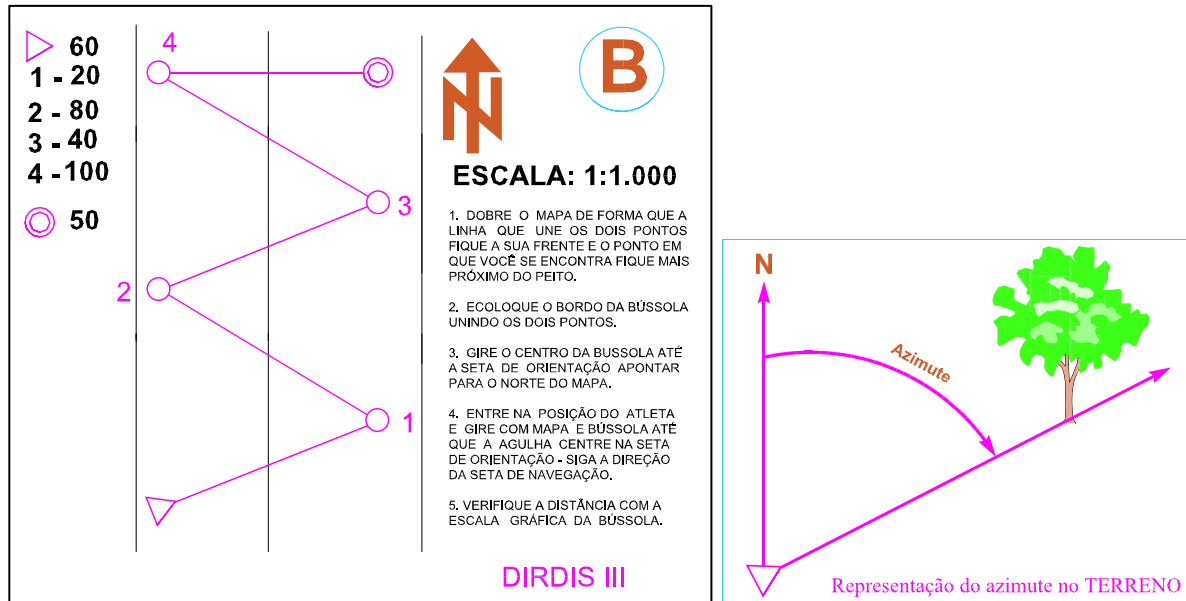 60
1 - 20
2 - 80
3 - 40
4 - 100
50
4
3
2
1
N
B
ESCALA: 1:1.000
1. DOBRE O MAPA DE FORMA QUE A
LINHA QUE UNE OS DOIS PONTOS
FIQUE A SUA FRENTE E O PONTO EM
QUE VOCÊ SE ENCONTRA FIQUE MAIS
PRÓXIMO DO PEITO.
2. ECOLOQUE O BORDO DA BÚSSOLA
UNINDO OS DOIS PONTOS.
3. GIRE O CENTRO DA BUSSOLA ATÉ
A SETA DE ORIENTAÇÃO APONTAR
PARA O NORTE DO MAPA.
4. ENTRE NA POSIÇÃO DO ATLETA
E GIRE COM MAPA E BÚSSOLA ATÉ
QUE A AGULHA CENTRE NA SETA
DE ORIENTAÇÃO - SIGA A DIREÇÃO
DA SETA DE NAVEGAÇÃO.
5. VERIFIQUE A DISTÂNCIA COM A
ESCALA GRÁFICA DA BÚSSOLA.
DIRDIS III
N
Azimute
Representação do azimute no TERRENO